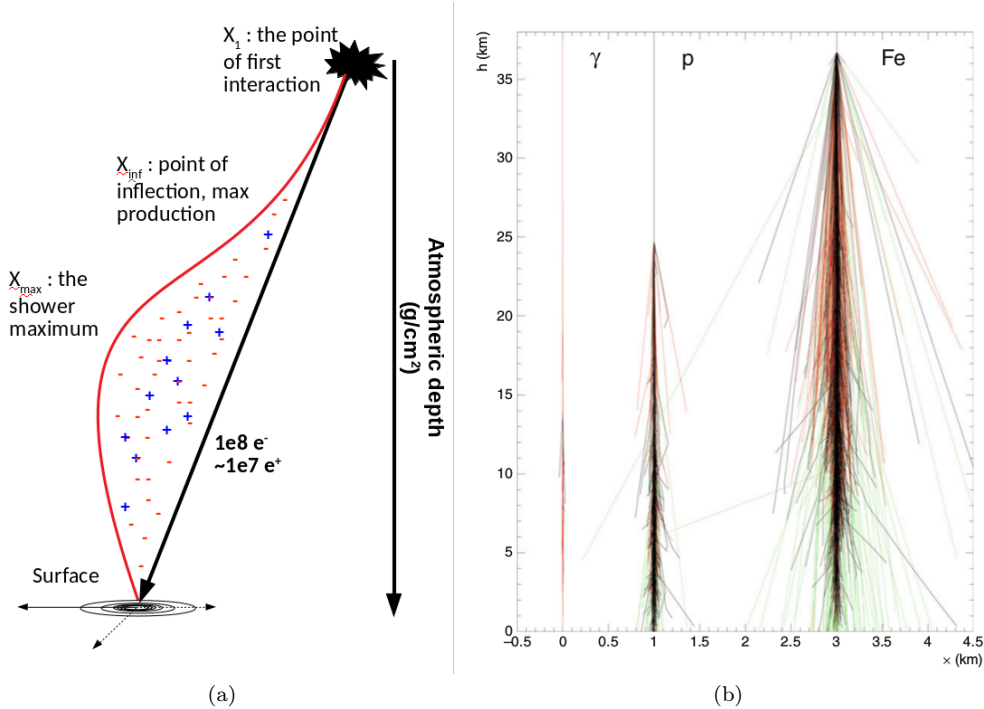 X1 : the point
of first
interaction
Xinf : point of
inflection, max
production
Xmax : the
shower
maximum
Atmospheric depth
(g/cm²)
1e8 e-
~1e7 e+
Surface
(a)
h (km)
γ
p
Fe
35
30
25
20
15
10
5
0
−0.5
0
0.5
1
1.5
2
2.5
3
3.5
4
4.5
× (km)
(b)